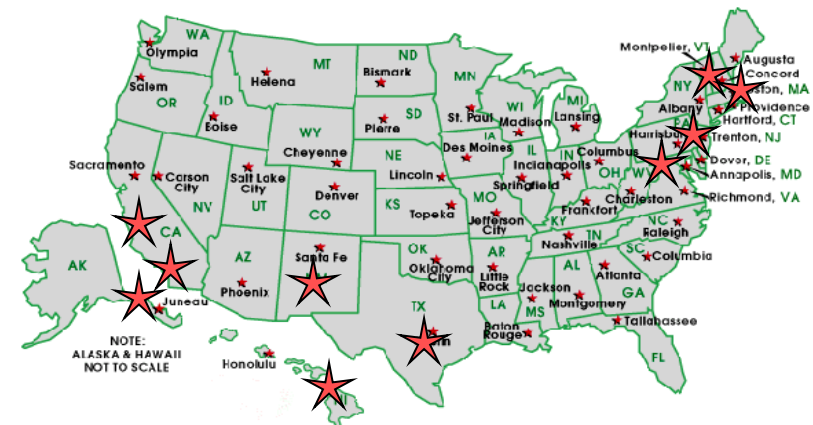 WA
Olympia
Salem
OR
ID
Boise
MT
Helena
ND
Bismark
SD
Pierre
WY
Cheyenne
MN
St. Paul
WI
Madison
MI
Lansing
Montpelier, VT
Augusta
Concord
MA
NY
Albany
Providence
Hartford, CT
PA
Trenton, NJ
Dover, DE
Annapolis, MD
Richmond, VA
Sacramento
Carson
City
NV
Salt Lake
City
UT
Denver
CO
NE
Lincoln
KS
Topeka
IA
Des Moines
IL
Springfield
IN
Indianapolis
Columbus
OH
Charleston
MO
Jefferson
City
KY
Frankfort
Nashville
TN
NC
Raleigh
SC
Columbia
CA
AK
Juneau
AZ
Phoenix
Santa Fe
OK
Oklahoma
City
AR
Little
Rock
TX
LA
Baton
Rouge
Jackson
MS
AL
Montgomery
Atlanta
GA
Tallahassee
FL
Honolulu
NOTE:
ALASKA & HAWAII
NOT TO SCALE